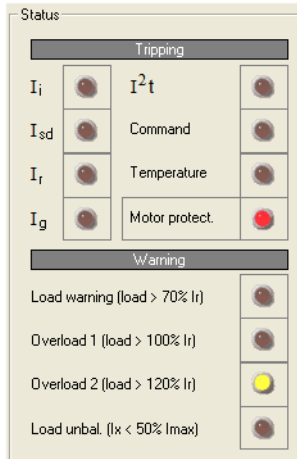 Status
Tripping
Ii I²t
Isd Command
Ir Temperature
Ig Motor protect.
Warning
Load warning (load > 70% Ir)
Overload 1 (load > 100% Ir)
Overload 2 (load > 120% Ir)
Load unbal. (Ix < 50% Imax)